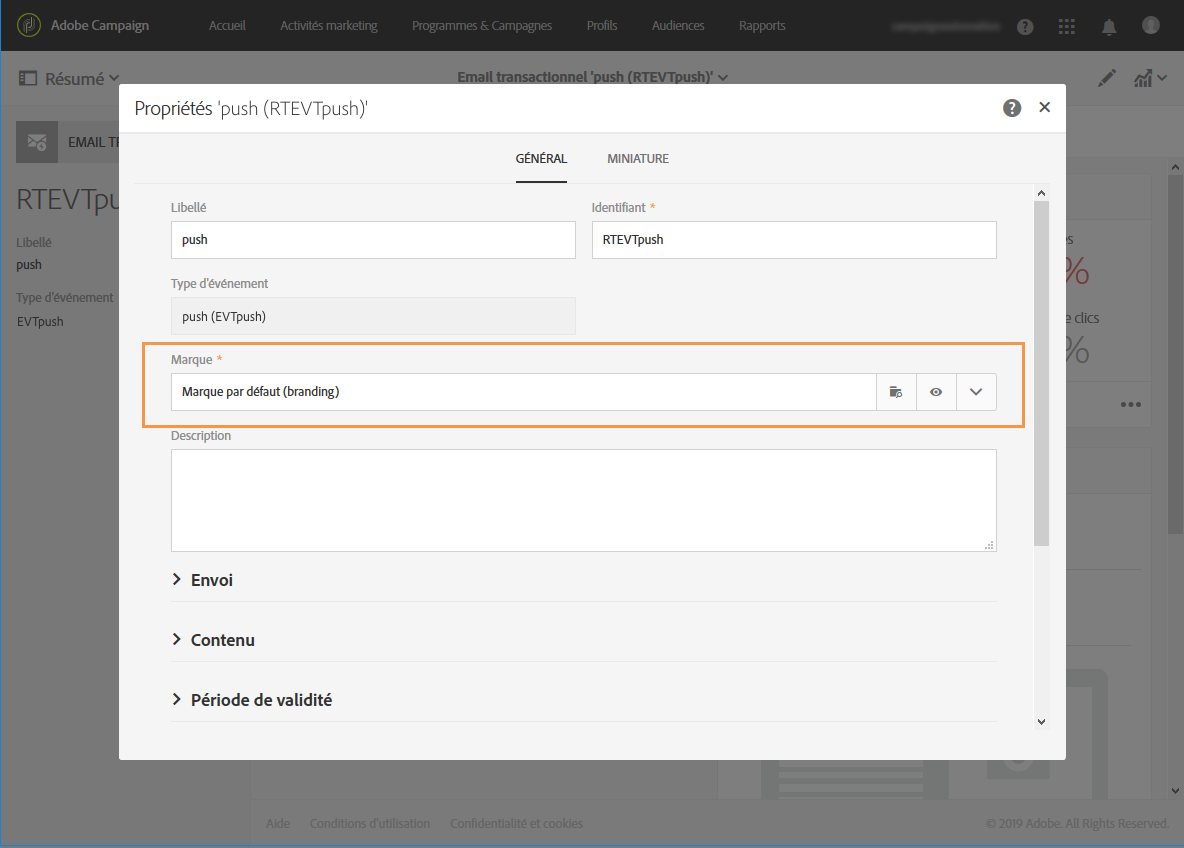 Adobe Campaign Accueil Activités marketing Programmes & Campagnes Profils Audiences Rapports
Résumé Email transactionnel 'push (RTEVTpush)'
Propriétés 'push (RTEVTpush)'
EMAIL
GÉNÉRAL MINIATURE
RTEVTpu
Libellé Identifiant *
push RTEVTpush
Libellé
push
Type d'événement
Type d'événement
push (EVTpush)
EVTpush
es
%
e clics
%
Marque *
Marque par défaut (branding)
Description
Envoi
Contenu
Période de validité
Aide Conditions d'utilisation Confidentialité et cookies © 2019 Adobe. All Rights Reserved.